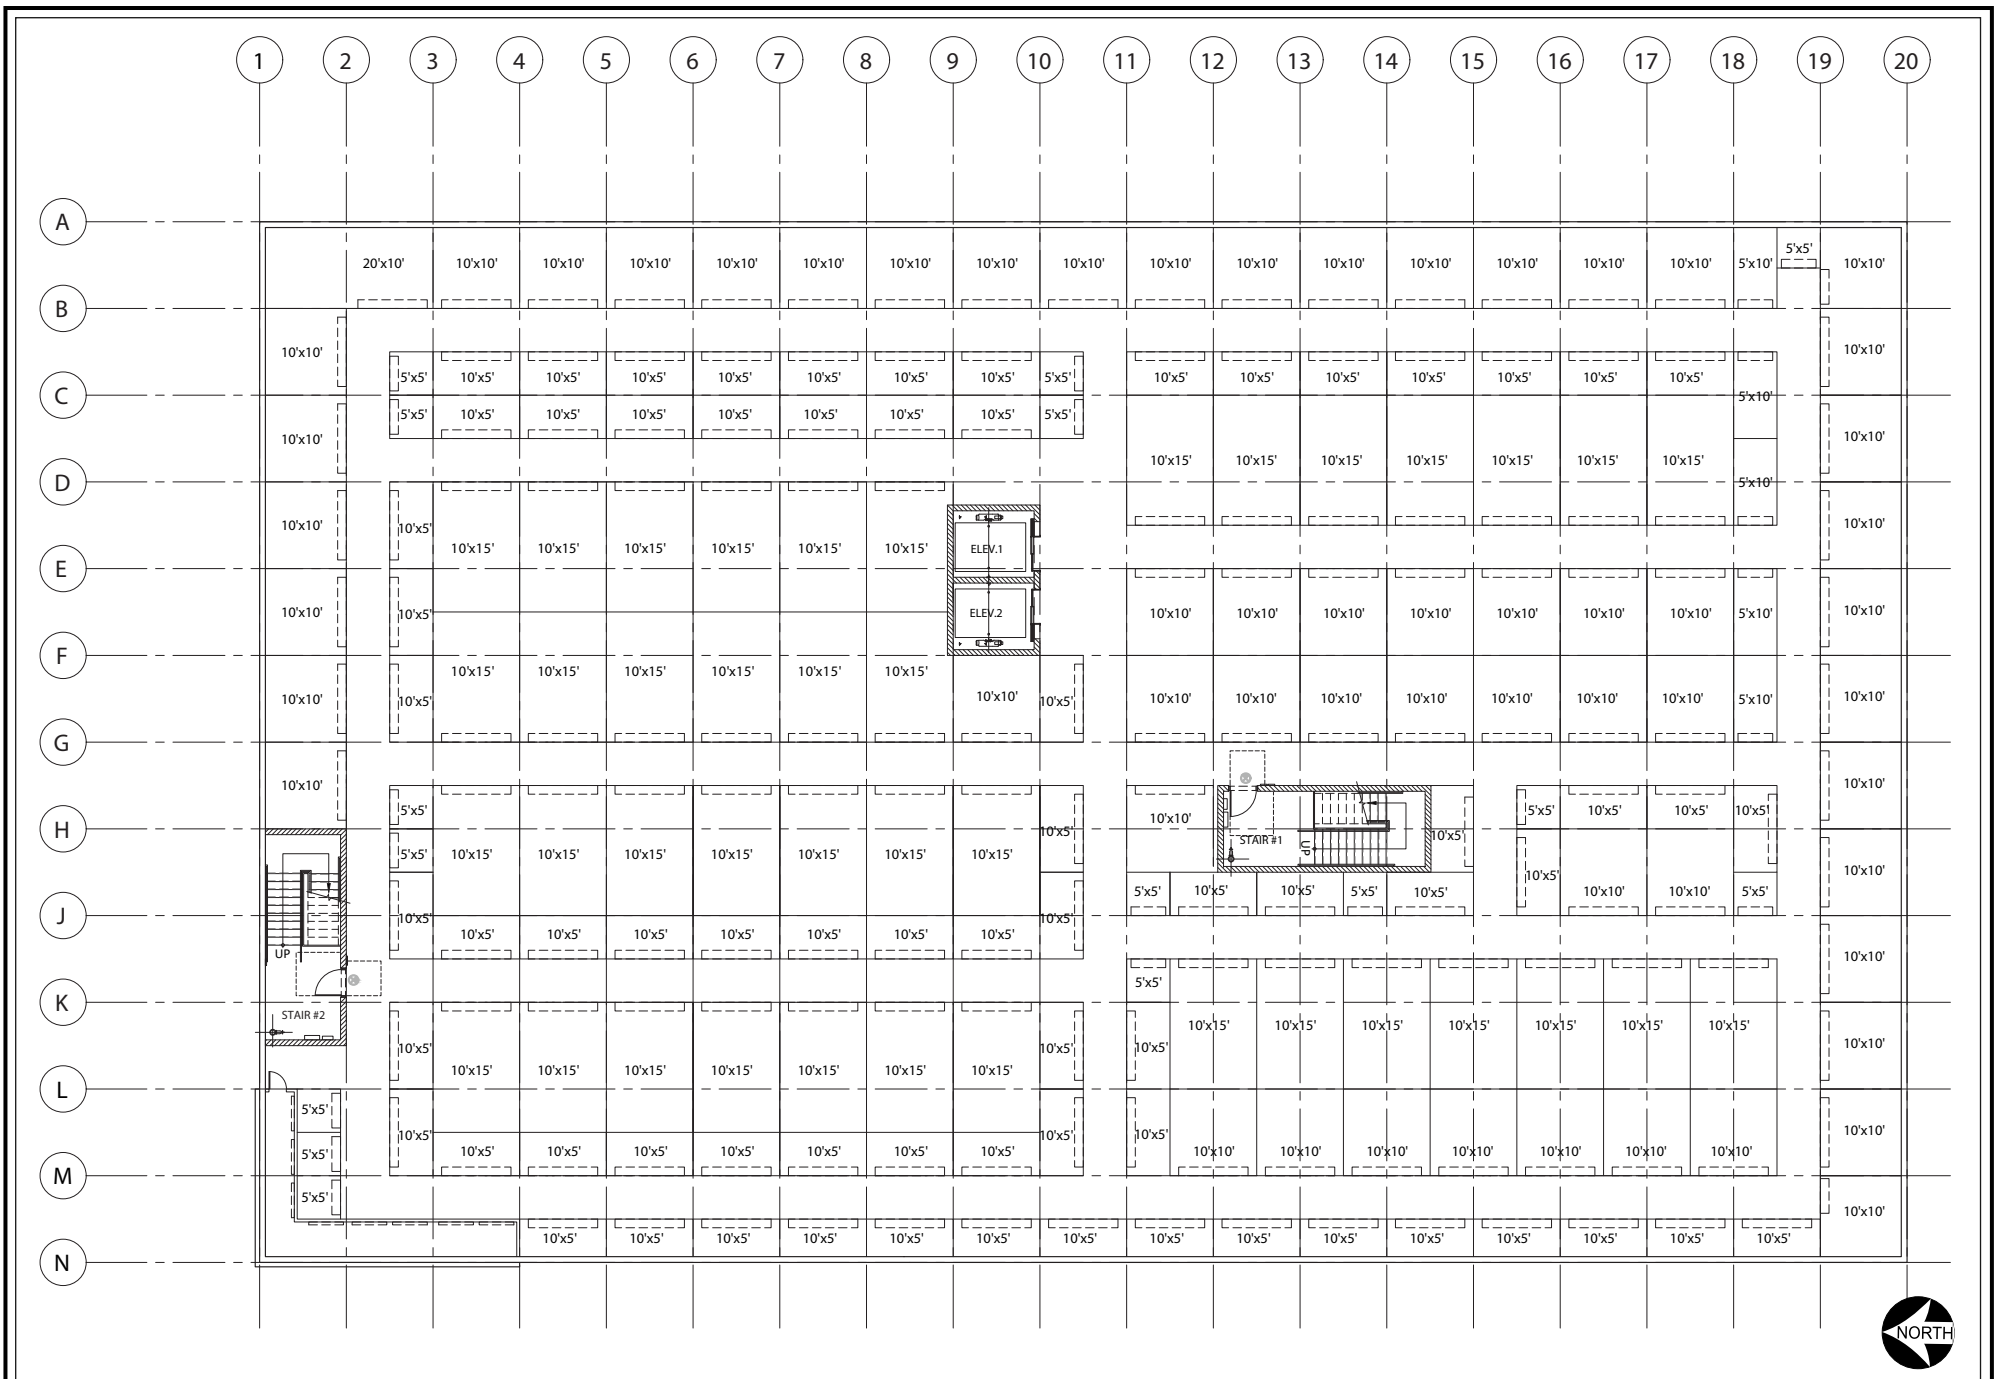 1 2 3 4 5 6 7 8 9 10 11 12 13 14 15 16 17 18 19 20
A
5'x5'
20'x10' 10'x10' 10'x10' 10'x10' 10'x10' 10'x10' 10'x10' 10'x10' 10'x10' 10'x10' 10'x10' 10'x10' 10'x10' 10'x10' 10'x10' 10'x10' 5'x10' 10'x10'
B
10'x10' 10'x10'
5'x5' 10'x5' 10'x5' 10'x5' 10'x5' 10'x5' 10'x5' 10'x5' 5'x5' 10'x5' 10'x5' 10'x5' 10'x5' 10'x5' 10'x5' 10'x5'
C 5'x10'
5'x5' 10'x5' 10'x5' 10'x5' 10'x5' 10'x5' 10'x5' 10'x5' 5'x5'
10'x10' 10'x10'
10'x15' 10'x15' 10'x15' 10'x15' 10'x15' 10'x15' 10'x15'
D 5'x10'
10'x10' 10'x5' 10'x10'
10'x15' 10'x15' 10'x15' 10'x15' 10'x15' 10'x15' ELEV.1
E
10'x10' 10'x5' ELEV.2 10'x10' 10'x10' 10'x10' 10'x10' 10'x10' 10'x10' 10'x10' 5'x10' 10'x10'
F
10'x15' 10'x15' 10'x15' 10'x15' 10'x15' 10'x15'
10'x10' 10'x5' 10'x10' 10'x5' 10'x10' 10'x10' 10'x10' 10'x10' 10'x10' 10'x10' 10'x10' 5'x10' 10'x10'
G
10'x10' 10'x10'
5'x5' 10'x10' 5'x5' 10'x5' 10'x5' 10'x5'
H 10'x5' STAIR #1 UP 10'x5'
5'x5' 10'x15' 10'x15' 10'x15' 10'x15' 10'x15' 10'x15' 10'x15'
10'x5' 10'x10'
5'x5' 10'x5' 10'x5' 5'x5' 10'x5' 10'x10' 10'x10' 5'x5'
J 10'x5' 10'x5'
10'x5' 10'x5' 10'x5' 10'x5' 10'x5' 10'x5' 10'x5'
UP 10'x10'
5'x5'
K
STAIR #2 10'x15' 10'x15' 10'x15' 10'x15' 10'x15' 10'x15' 10'x15'
10'x5' 10'x5' 10'x5' 10'x10'
10'x15' 10'x15' 10'x15' 10'x15' 10'x15' 10'x15' 10'x15'
L
5'x5'
10'x5' 10'x5' 10'x5' 10'x10'
5'x5' 10'x5' 10'x5' 10'x5' 10'x5' 10'x5' 10'x5' 10'x5' 10'x10' 10'x10' 10'x10' 10'x10' 10'x10' 10'x10' 10'x10'
M
5'x5' 10'x10'
10'x5' 10'x5' 10'x5' 10'x5' 10'x5' 10'x5' 10'x5' 10'x5' 10'x5' 10'x5' 10'x5' 10'x5' 10'x5' 10'x5' 10'x5'
N
NORTH